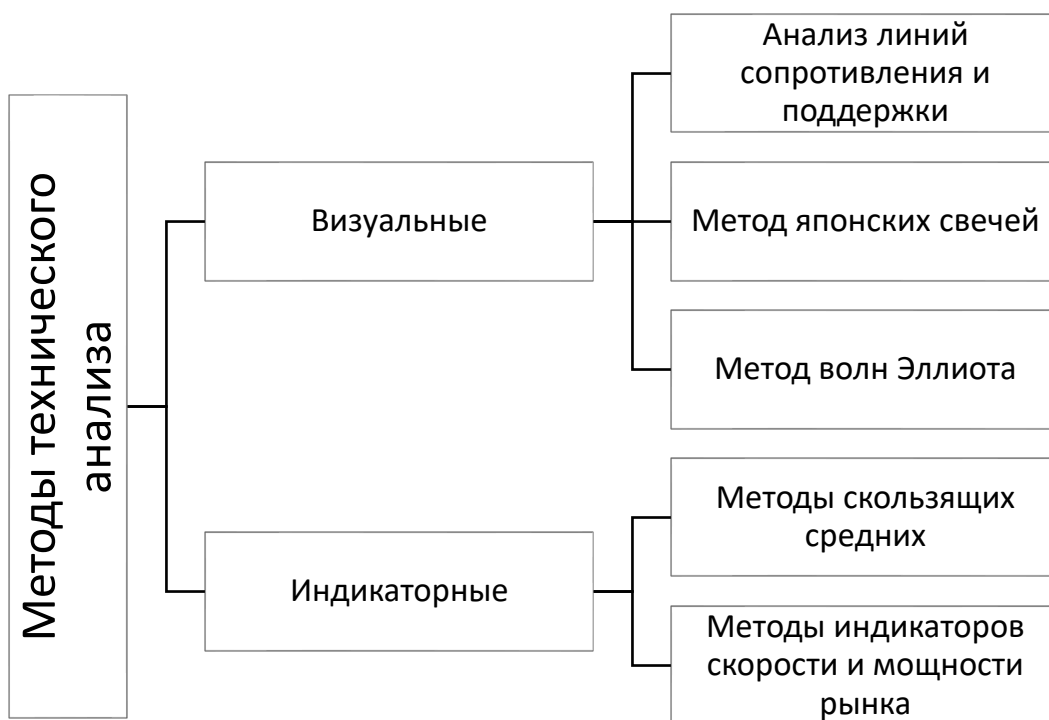 Методы технического
анализа
Визуальные
Анализ линий
сопротивления и
поддержки
Метод японских свечей
Метод волн Эллиота
Индикаторные
Методы скользящих
средних
Методы индикаторов
скорости и мощности
рынка